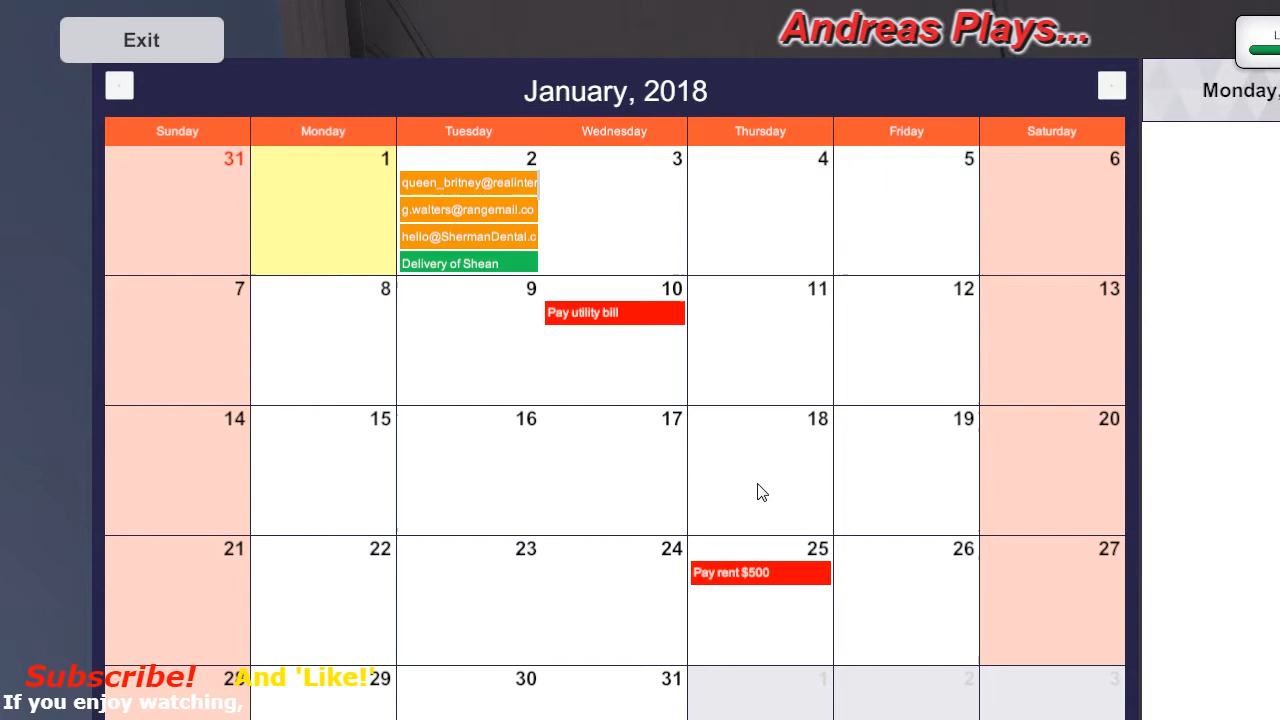 Exit
Andreas Plays...
L
January, 2018
Monday,
Sunday Monday Tuesday Wednesday Thursday Friday Saturday
31 1 2 3 4 5 6
queen_britney@realinter
g.walters@rangemail.co
hello@ShermanDental.c
Delivery of Shean
7 8 9 10 11 12 13
Pay utility bill
14 15 16 17 18 19 20
21 22 23 24 25 26 27
Pay rent $500
28 29 30 31 1 2 3
Subscribe! And 'Like!'
If you enjoy watching,